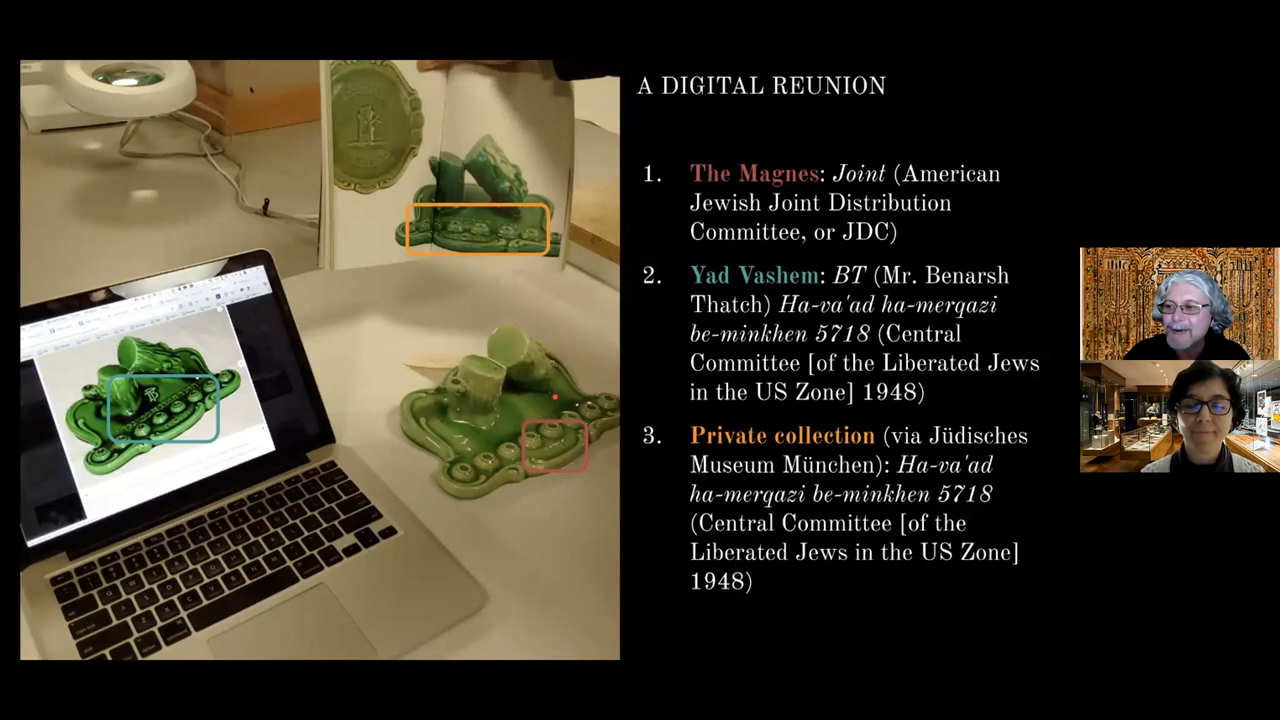 A DIGITAL REUNION
1. The Magnes: Joint (American
Jewish Joint Distribution
Committee, or JDC)
2. Yad Vashem: BT (Mr. Benarsh
Thatch) Ha-va'ad ha-merqazi
be-minkhen 5718 (Central
Committee [of the Liberated Jews
in the US Zone] 1948)
3. Private collection (via Jüdisches
Museum München): Ha-va'ad
ha-merqazi be-minkhen 5718
(Central Committee [of the
Liberated Jews in the US Zone]
1948)